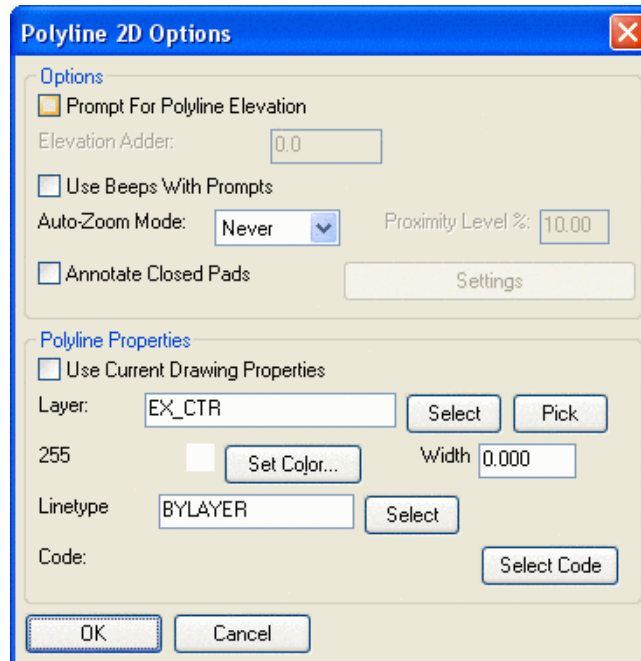 Polyline 2D Options
Options
Prompt For Polyline Elevation
Elevation Adder: 0.0
Use Beeps With Prompts
Auto-Zoom Mode: Never Proximity Level %: 10.00
Annotate Closed Pads Settings
Polyline Properties
Use Current Drawing Properties
Layer: EX_CTR Select Pick
255 Set Color... Width 0.000
Linetype BYLAYER Select
Code: Select Code
OK Cancel